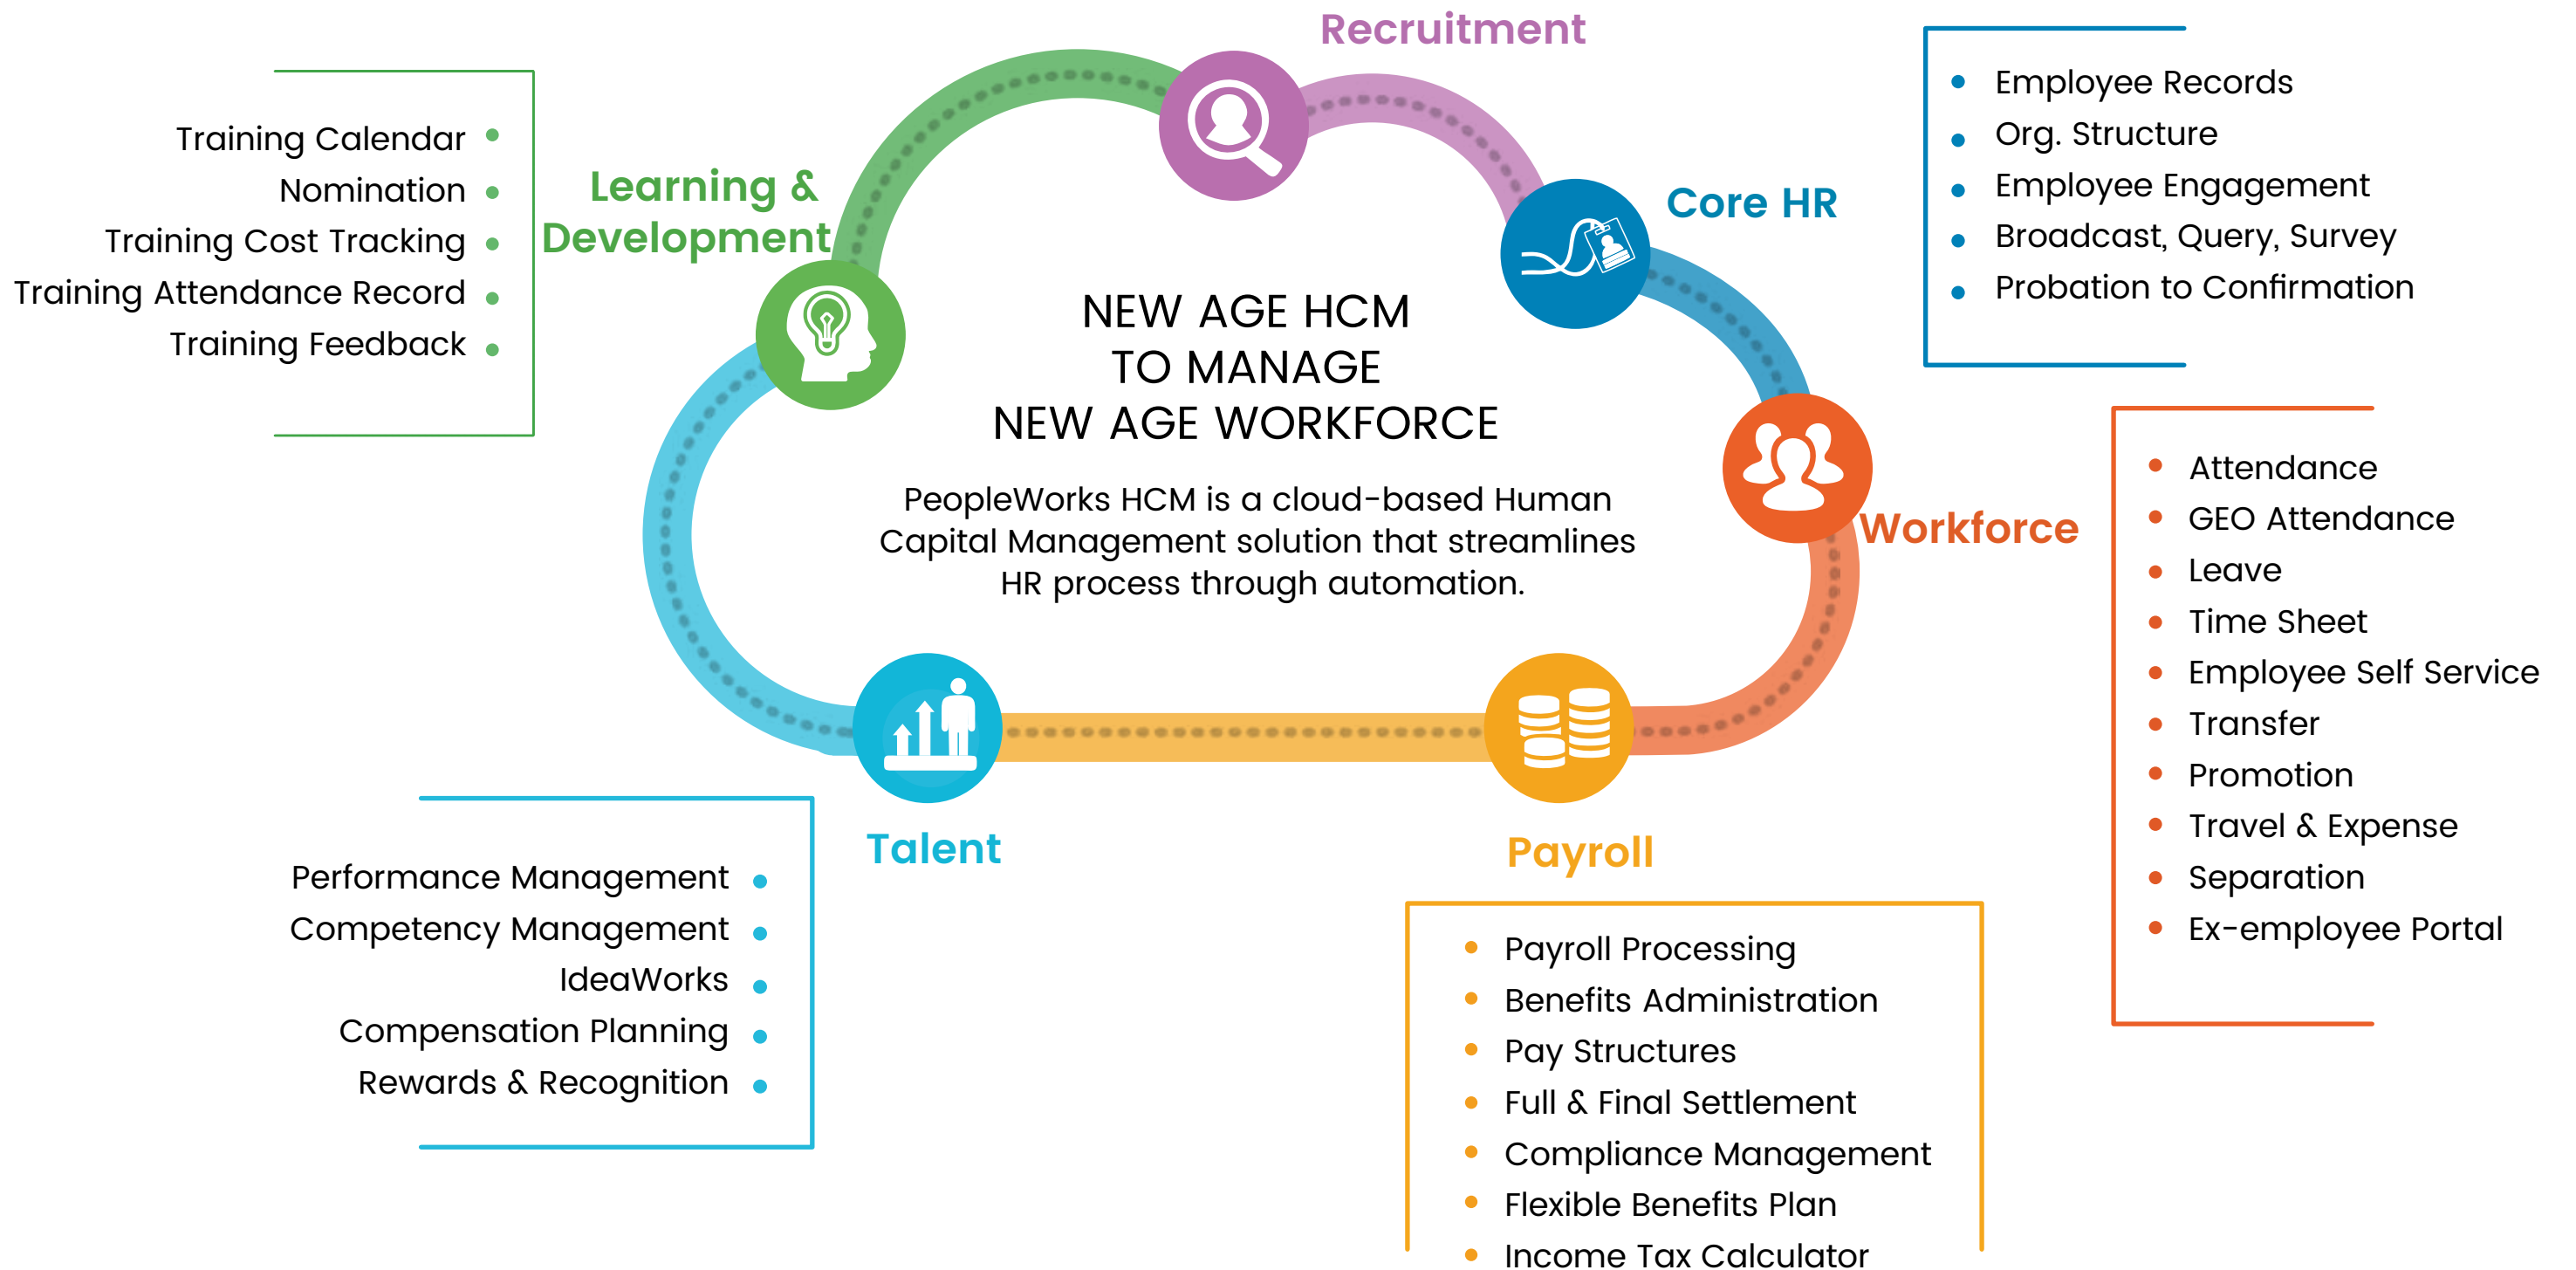 Recruitment
Training Calendar
Nomination
Training Cost Tracking
Training Attendance Record
Training Feedback
Learning &
Development
Core HR
Employee Records
Org. Structure
Employee Engagement
Broadcast, Query, Survey
Probation to Confirmation
NEW AGE HCM
TO MANAGE
NEW AGE WORKFORCE
PeopleWorks HCM is a cloud-based Human
Capital Management solution that streamlines
HR process through automation.
Workforce
Attendance
GEO Attendance
Leave
Time Sheet
Employee Self Service
Transfer
Promotion
Travel & Expense
Separation
Ex-employee Portal
Talent
Performance Management
Competency Management
IdeaWorks
Compensation Planning
Rewards & Recognition
Payroll
Payroll Processing
Benefits Administration
Pay Structures
Full & Final Settlement
Compliance Management
Flexible Benefits Plan
Income Tax Calculator